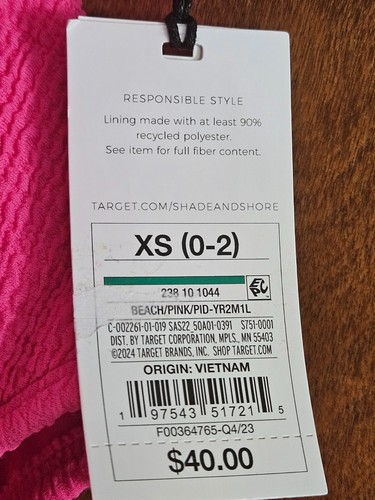 RESPONSIBLE STYLE
Lining made with at least 90%
recycled polyester.
See item for full fiber content.
TARGET.COM/SHADEANDSHORE
XS (0-2)
EPC
238 10 1044
BEACH/PINK/PID-YR2M1L
C-002261-01-019 SAS22 50A01-0391 S751-0001
DIST. BY TARGET CORPORATION, MPLS., MN 55403
©2024 TARGET BRANDS, INC. SHOP TARGET.COM
ORIGIN: VIETNAM
1 97543 51721 5
F00364765-Q4/23
$40.00